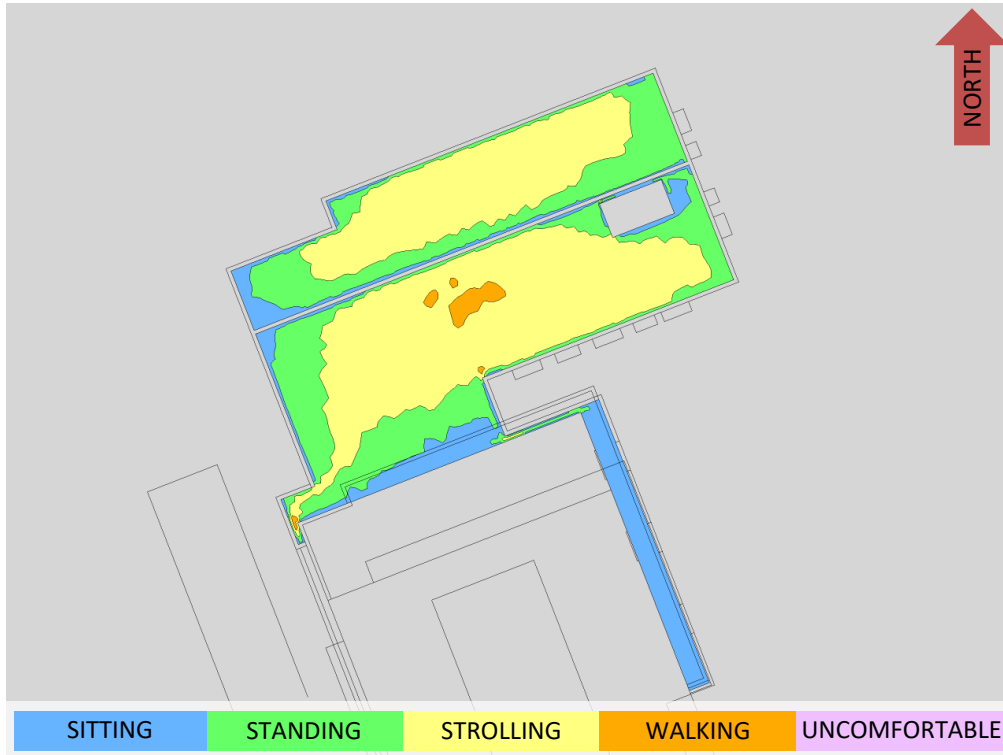 NORTH
SITTING
STANDING
STROLLING
WALKING
UNCOMFORTABLE